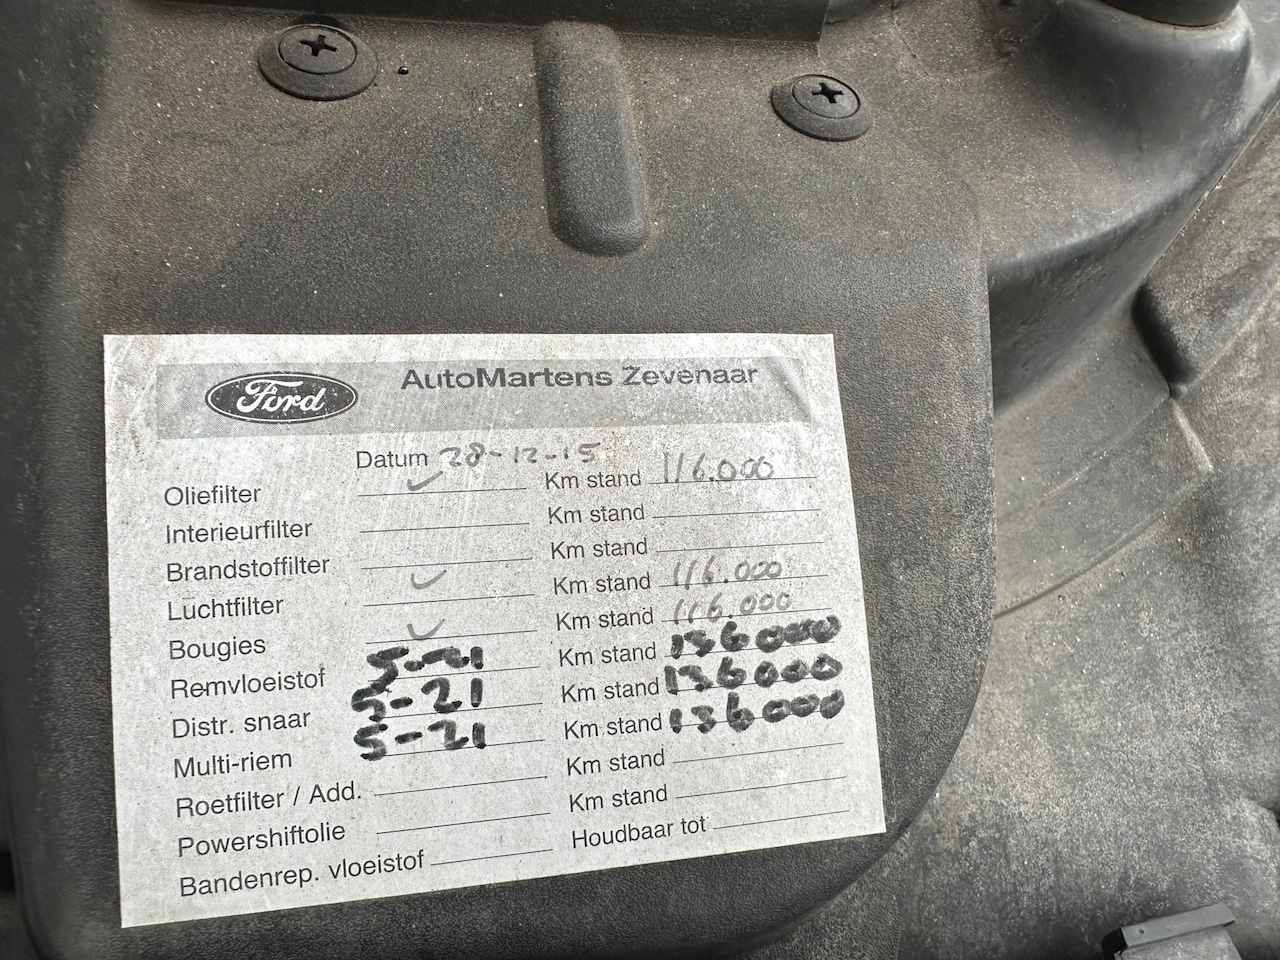 Ford AutoMartens Zevenaar
Datum 28-12-15
Oliefilter ✓ Km stand 116.000
Interieurfilter Km stand
Brandstoffilter Km stand
Luchtfilter ✓ Km stand 116.000
Bougies ✓ Km stand 116.000
Remvloeistof 5-21 Km stand 136000
Distr. snaar 5-21 Km stand 136000
Multi-riem 5-21 Km stand 136000
Roetfilter / Add. Km stand
Powershiftolie Km stand
Bandenrep. vloeistof Houdbaar tot